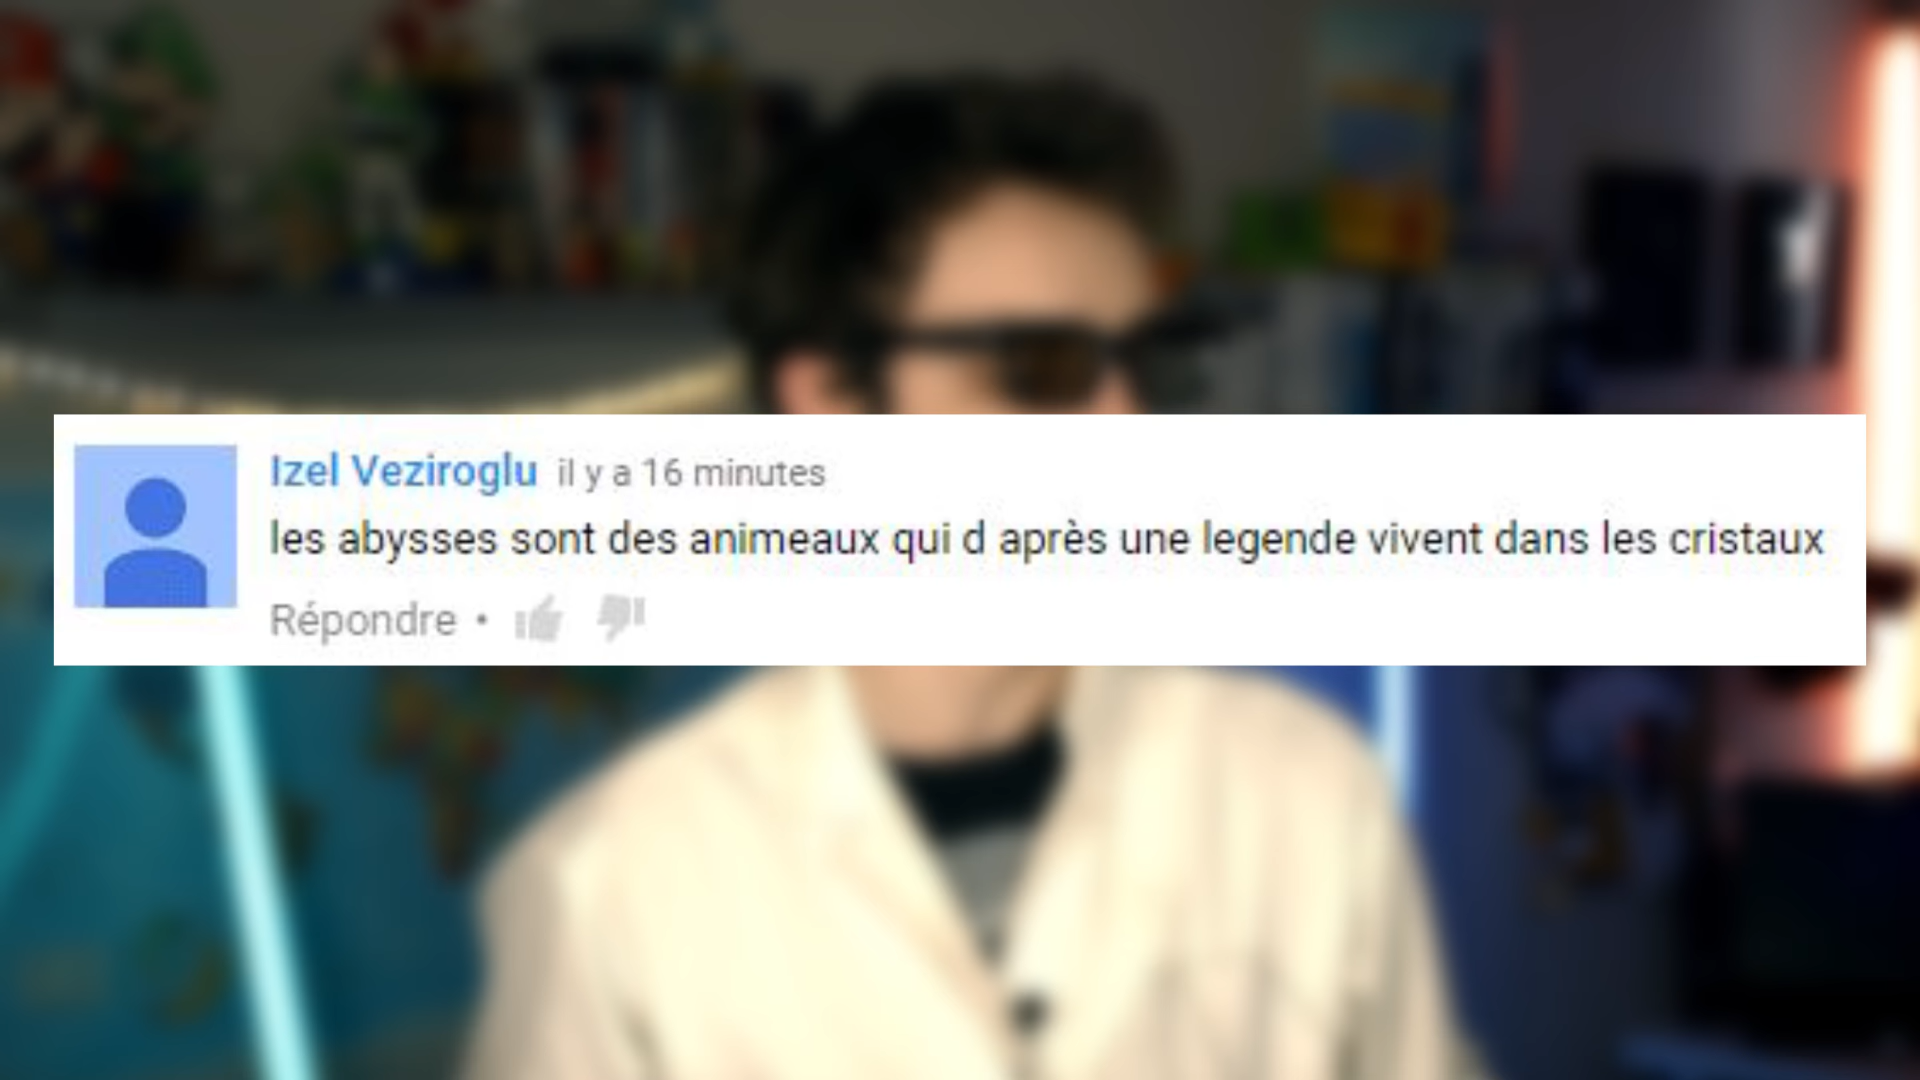 Izel Veziroglu il y a 16 minutes
les abysses sont des animeaux qui d après une legende vivent dans les cristaux
Répondre •